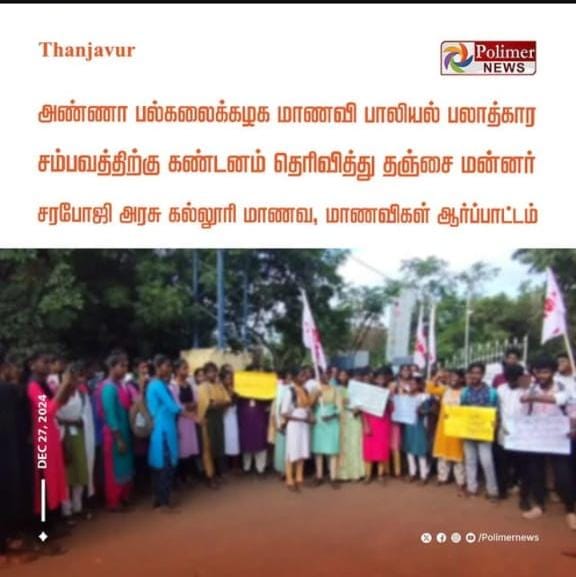 Thanjavur
Polimer
NEWS
அண்ணா பல்கலைக்கழக மாணவி பாலியல் பலாத்கார
சம்பவத்திற்கு கண்டனம் தெரிவித்து தஞ்சை மன்னர்
சரபோஜி அரசு கல்லூரி மாணவ, மாணவிகள் ஆர்ப்பாட்டம்
DEC 27, 2024
/Polimernews